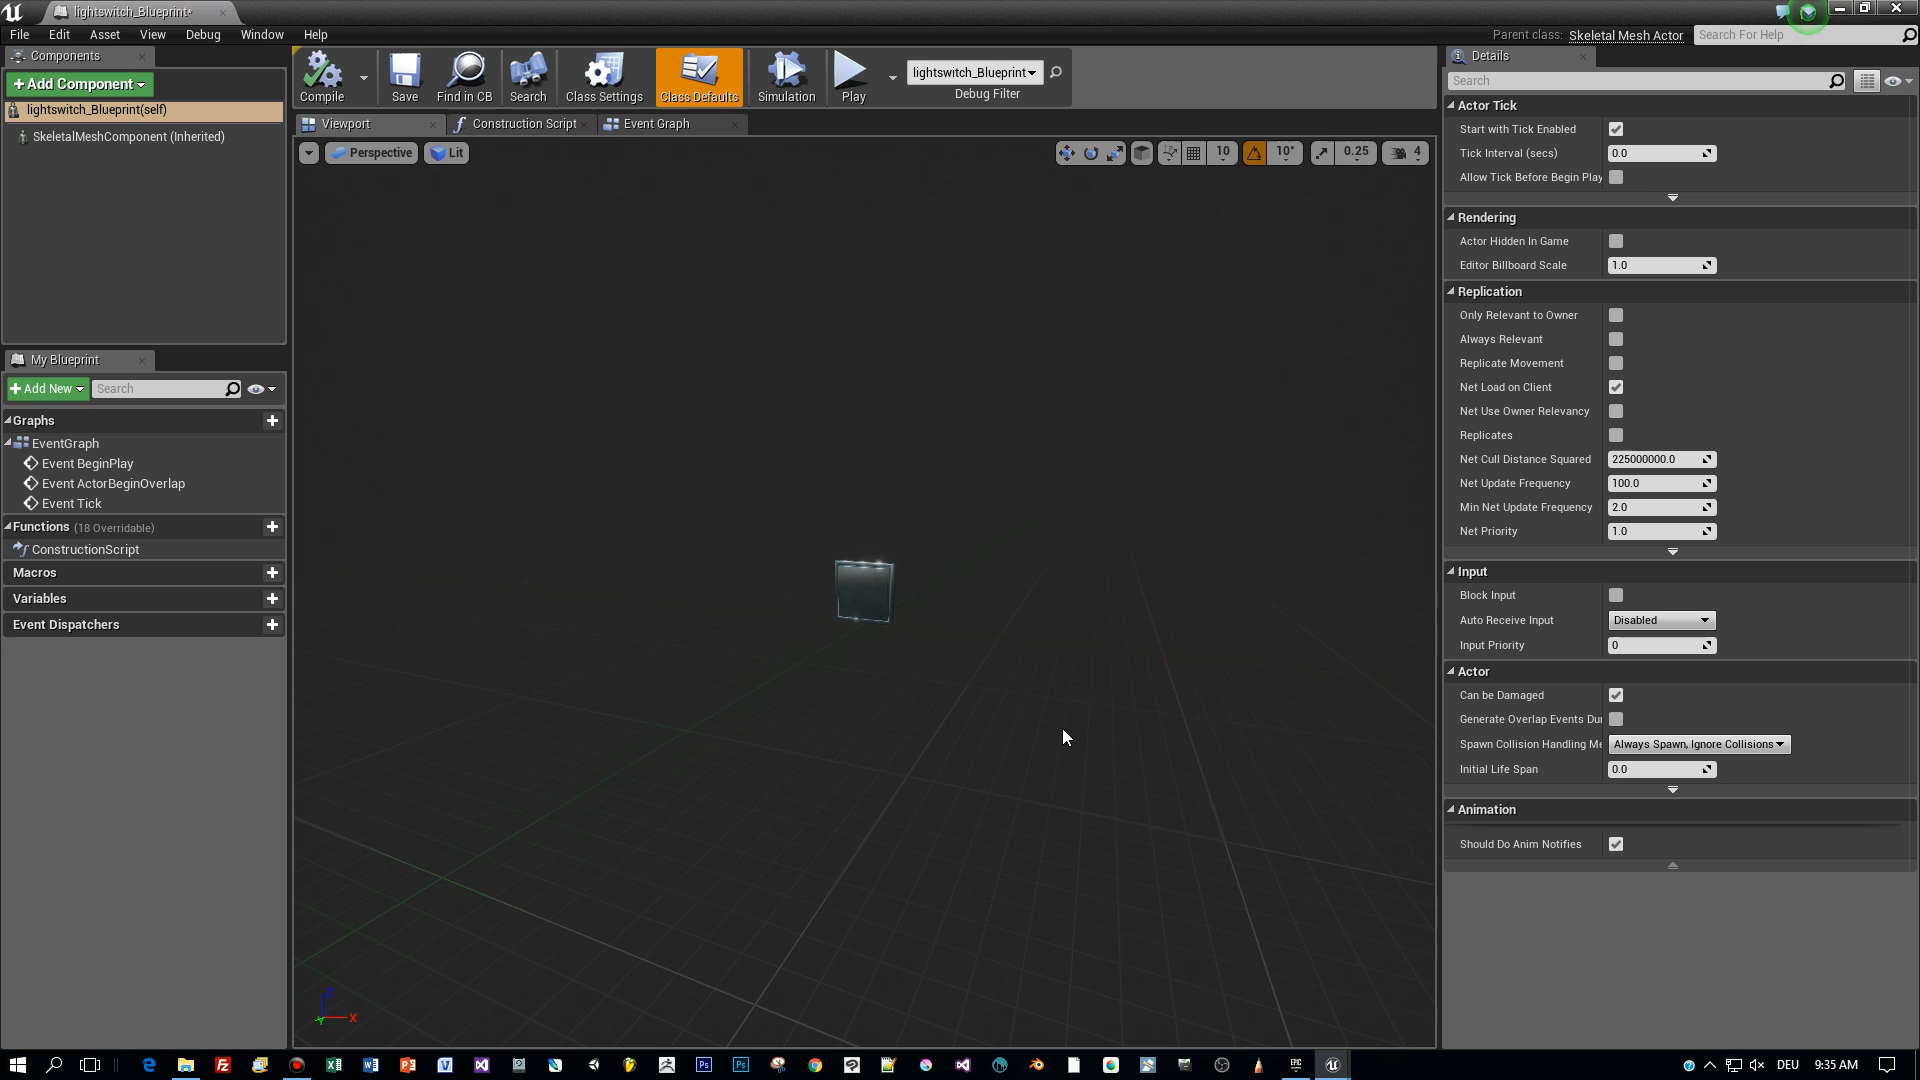 lightswitch_Blueprint*
File Edit Asset View Debug Window Help
Parent class: Skeletal Mesh Actor Search For Help
Components
+Add Component
lightswitch_Blueprint(self)
SkeletalMeshComponent (Inherited)
My Blueprint
+Add New Search
Graphs
EventGraph
Event BeginPlay
Event ActorBeginOverlap
Event Tick
Functions (18 Overridable)
ConstructionScript
Macros
Variables
Event Dispatchers
Compile Save Find in CB Search Class Settings Class Defaults Simulation Play
lightswitch_Blueprint
Debug Filter
Viewport Construction Script Event Graph
Perspective Lit 10 10° 0.25 4
Z
Y X
Details
Search
Actor Tick
Start with Tick Enabled
Tick Interval (secs) 0.0
Allow Tick Before Begin Play
Rendering
Actor Hidden In Game
Editor Billboard Scale 1.0
Replication
Only Relevant to Owner
Always Relevant
Replicate Movement
Net Load on Client
Net Use Owner Relevancy
Replicates
Net Cull Distance Squared 225000000.0
Net Update Frequency 100.0
Min Net Update Frequency 2.0
Net Priority 1.0
Input
Block Input
Auto Receive Input Disabled
Input Priority 0
Actor
Can be Damaged
Generate Overlap Events Du
Spawn Collision Handling Me Always Spawn, Ignore Collisions
Initial Life Span 0.0
Animation
Should Do Anim Notifies
DEU 9:35 AM